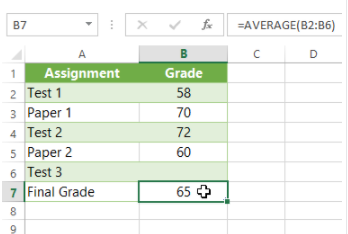 B7 fx =AVERAGE(B2:B6)
A B C D
1 Assignment Grade
2 Test 1 58
3 Paper 1 70
4 Test 2 72
5 Paper 2 60
6 Test 3
7 Final Grade 65
8
9